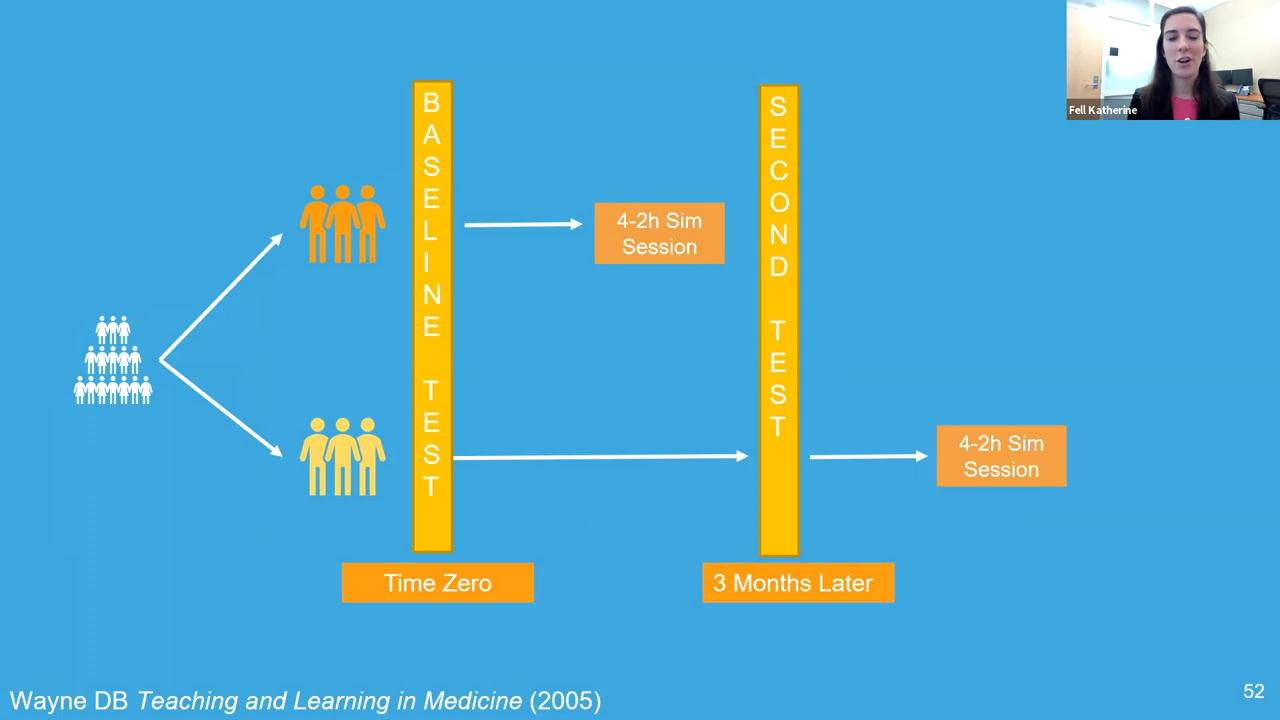 Fell Katherine
BASELINE TEST
SECOND TEST
4-2h Sim
Session
4-2h Sim
Session
Time Zero
3 Months Later
Wayne DB Teaching and Learning in Medicine (2005)
52